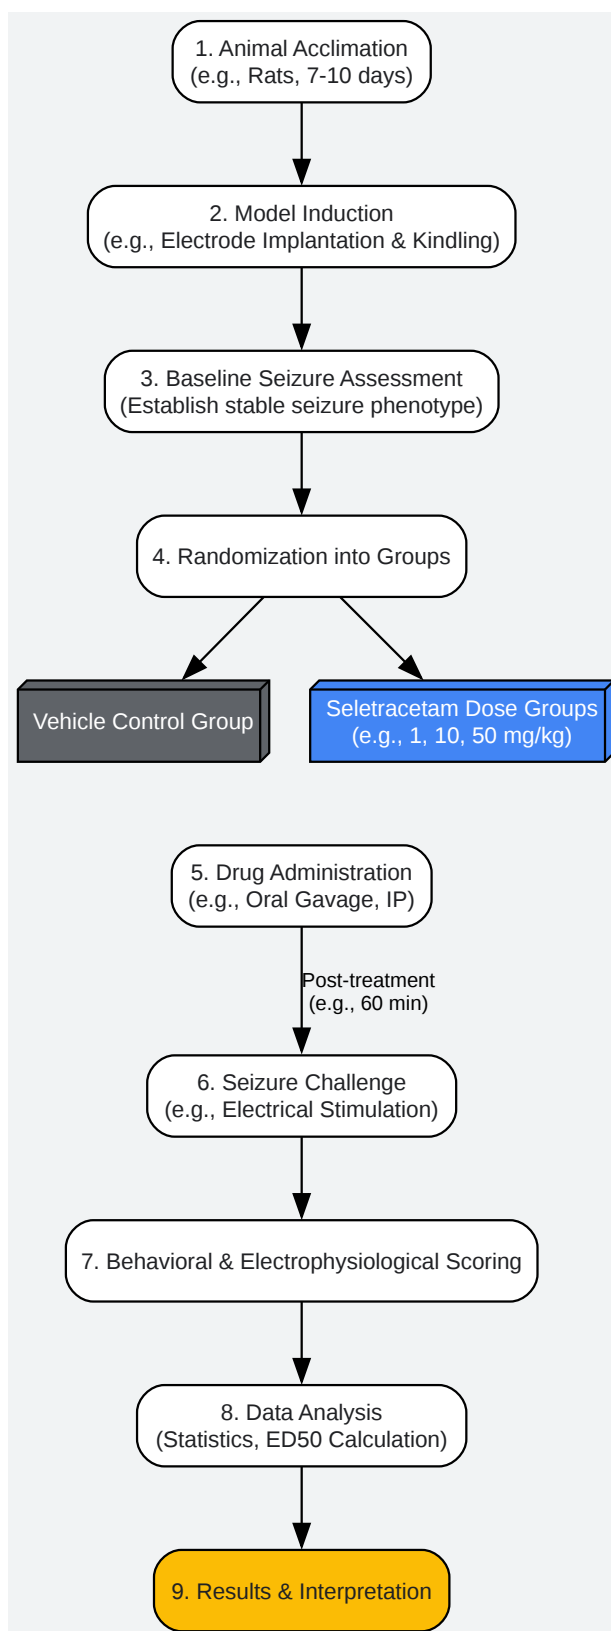 1. Animal Acclimation
(e.g., Rats, 7-10 days)
2. Model Induction
(e.g., Electrode Implantation & Kindling)
3. Baseline Seizure Assessment
(Establish stable seizure phenotype)
4. Randomization into Groups
Vehicle Control Group
Seletracetam Dose Groups
(e.g., 1, 10, 50 mg/kg)
5. Drug Administration
(e.g., Oral Gavage, IP)
Post-treatment
(e.g., 60 min)
6. Seizure Challenge
(e.g., Electrical Stimulation)
7. Behavioral & Electrophysiological Scoring
8. Data Analysis
(Statistics, ED50 Calculation)
9. Results & Interpretation